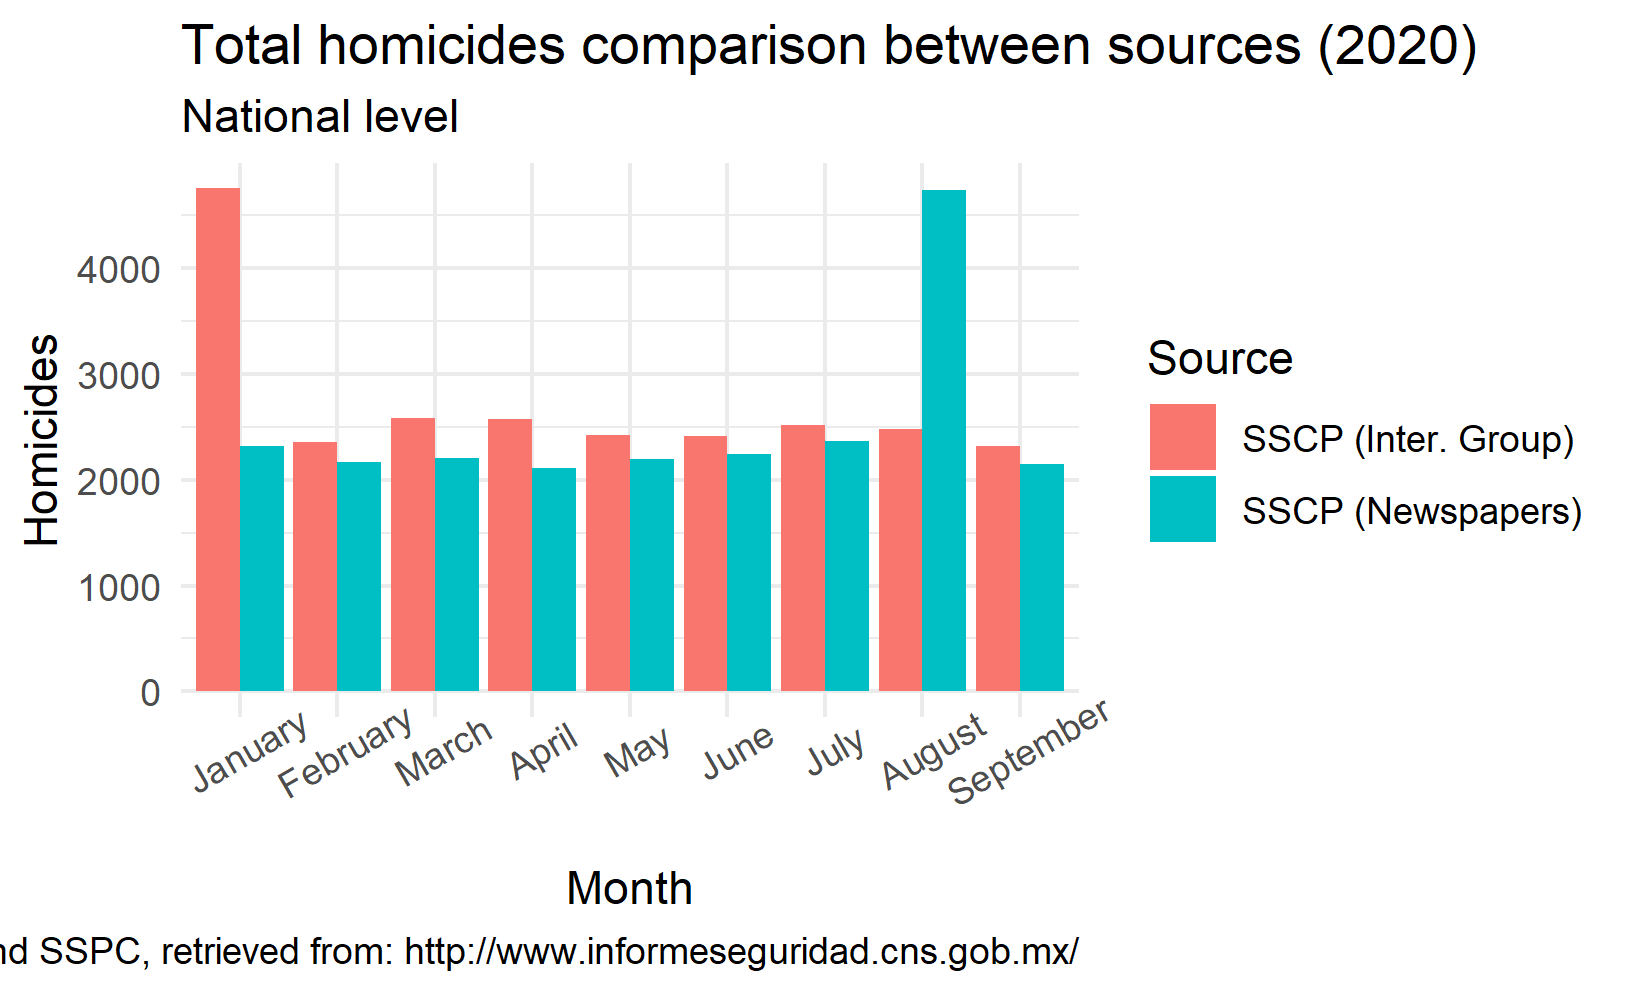 Total homicides comparison between sources (2020)
National level
Homicides
4000
3000
2000
1000
0
January
February
March
April
May
June
July
August
September
Month
Source
SSCP (Inter. Group)
SSCP (Newspapers)
SSPC, retrieved from: http://www.informeseguridad.cns.gob.mx/